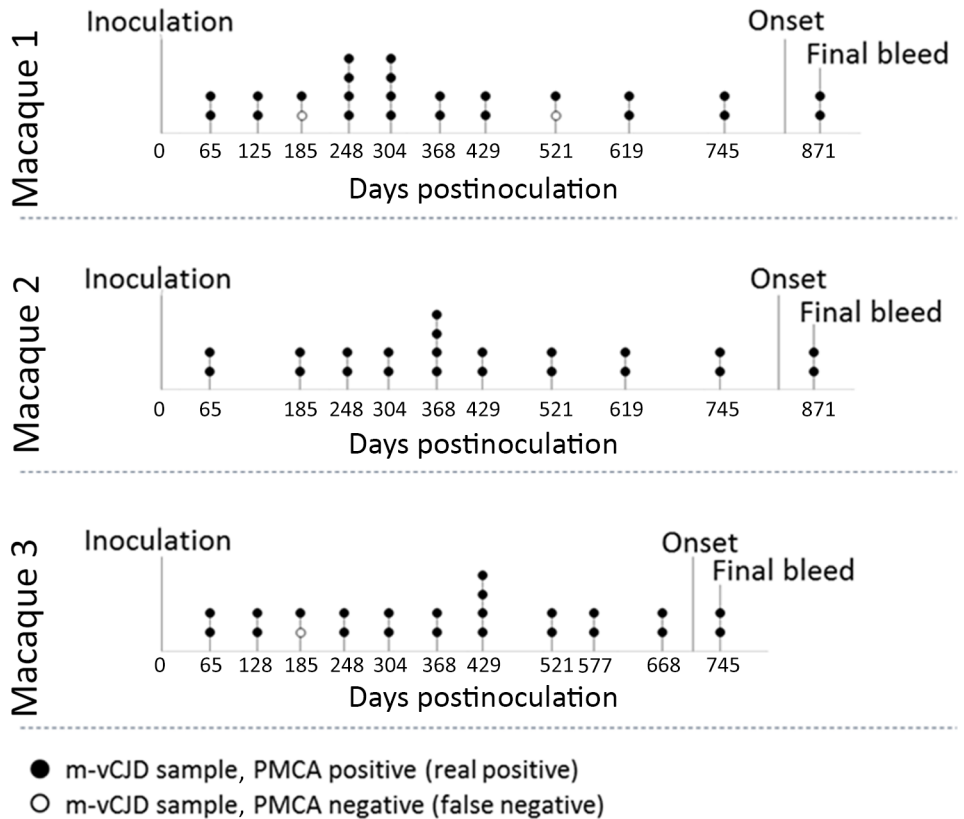 Macaque 1
Inoculation
Onset
Final bleed
0 65 125 185 248 304 368 429 521 619 745 871
Days postinoculation
Macaque 2
Inoculation
Onset
Final bleed
0 65 185 248 304 368 429 521 619 745 871
Days postinoculation
Macaque 3
Inoculation
Onset
Final bleed
0 65 128 185 248 304 368 429 521 577 668 745
Days postinoculation
m-vCJD sample, PMCA positive (real positive)
m-vCJD sample, PMCA negative (false negative)